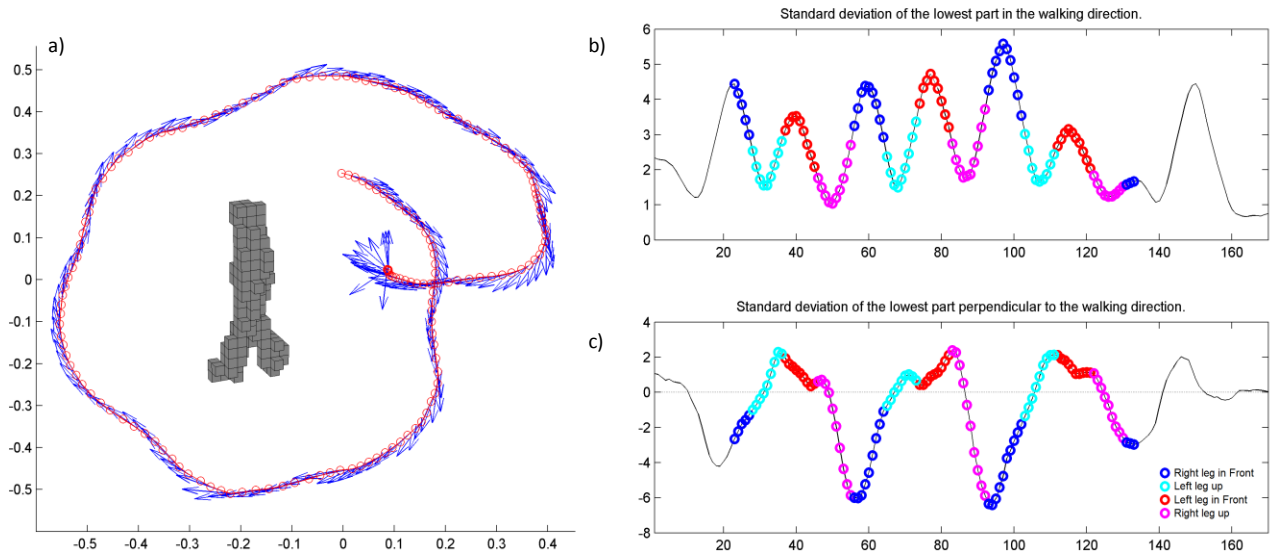 a)
0.5
0.4
0.3
0.2
0.1
0
-0.1
-0.2
-0.3
-0.4
-0.5
-0.5 -0.4 -0.3 -0.2 -0.1 0 0.1 0.2 0.3 0.4
b)
Standard deviation of the lowest part in the walking direction.
6
5
4
3
2
1
0
20 40 60 80 100 120 140 160
c)
Standard deviation of the lowest part perpendicular to the walking direction.
4
2
0
-2
-4
-6
-8
Right leg in Front
Left leg up
Left leg in Front
Right leg up
20 40 60 80 100 120 140 160